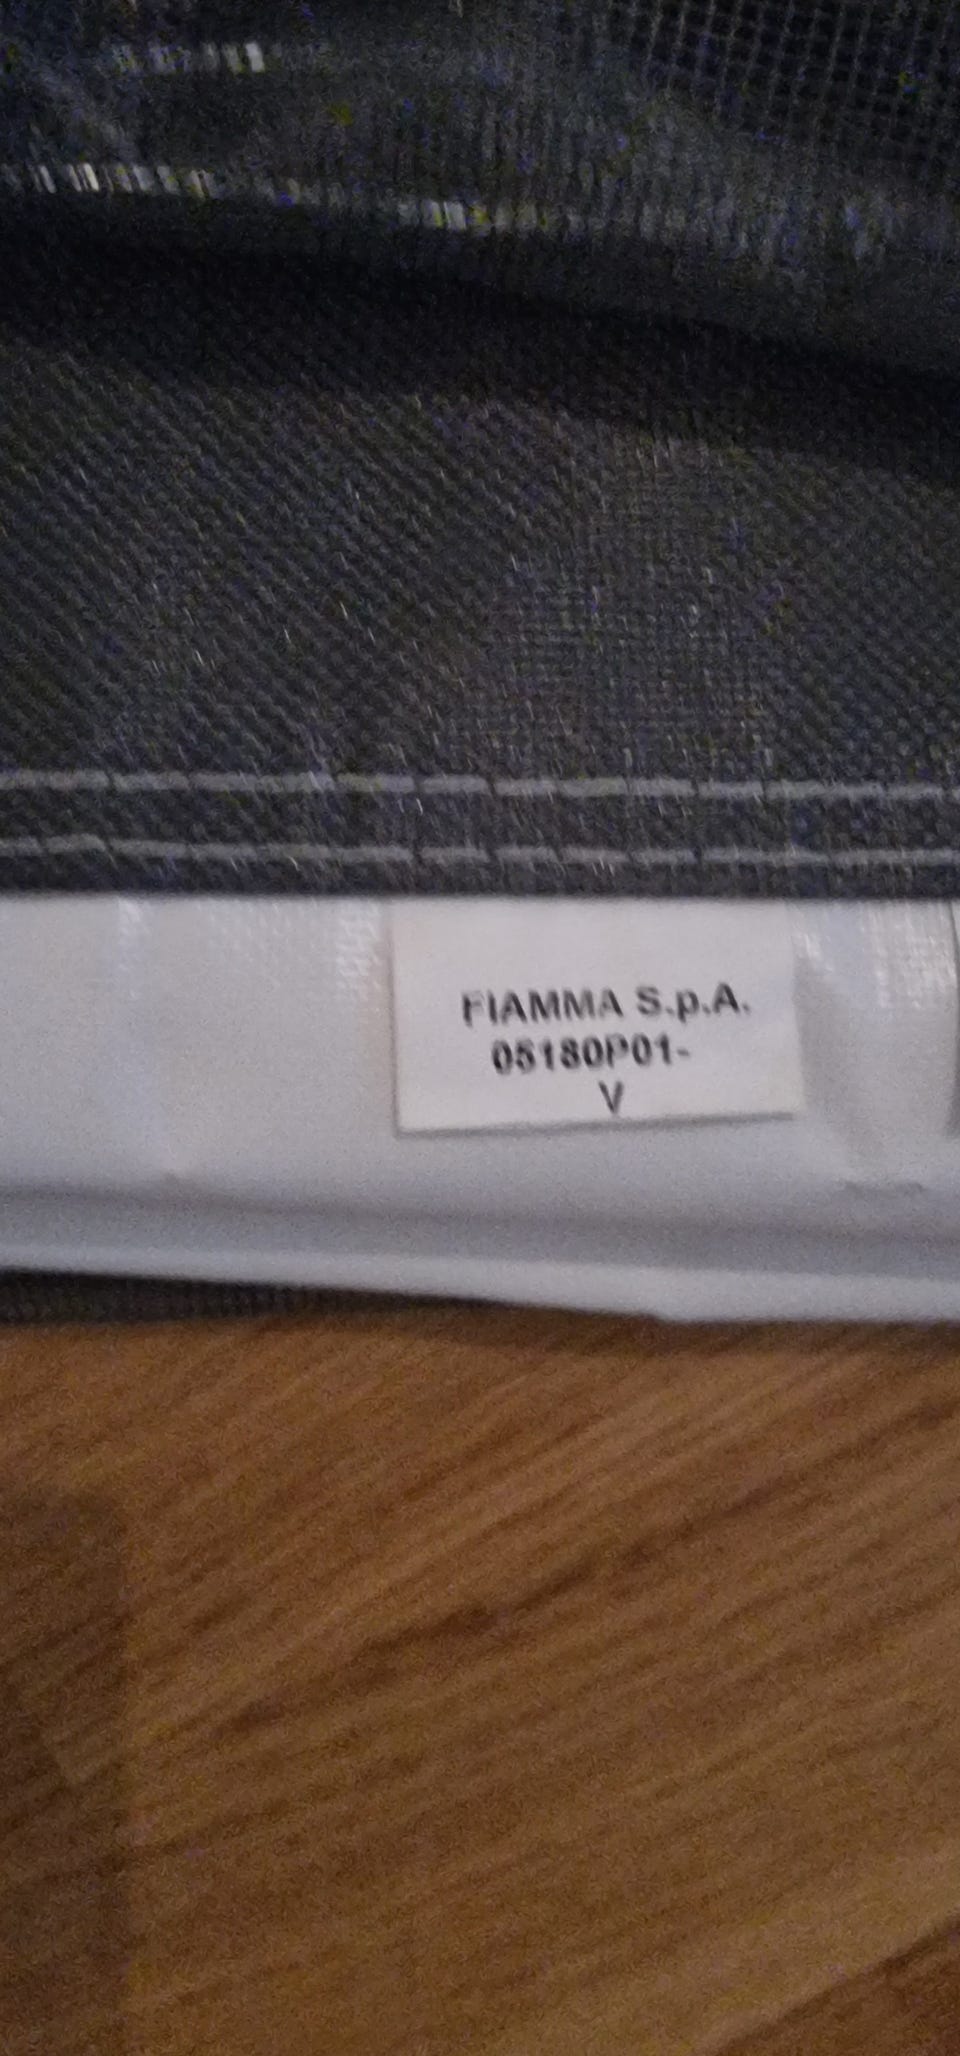 FIAMMA S.p.A.
05180P01-
V